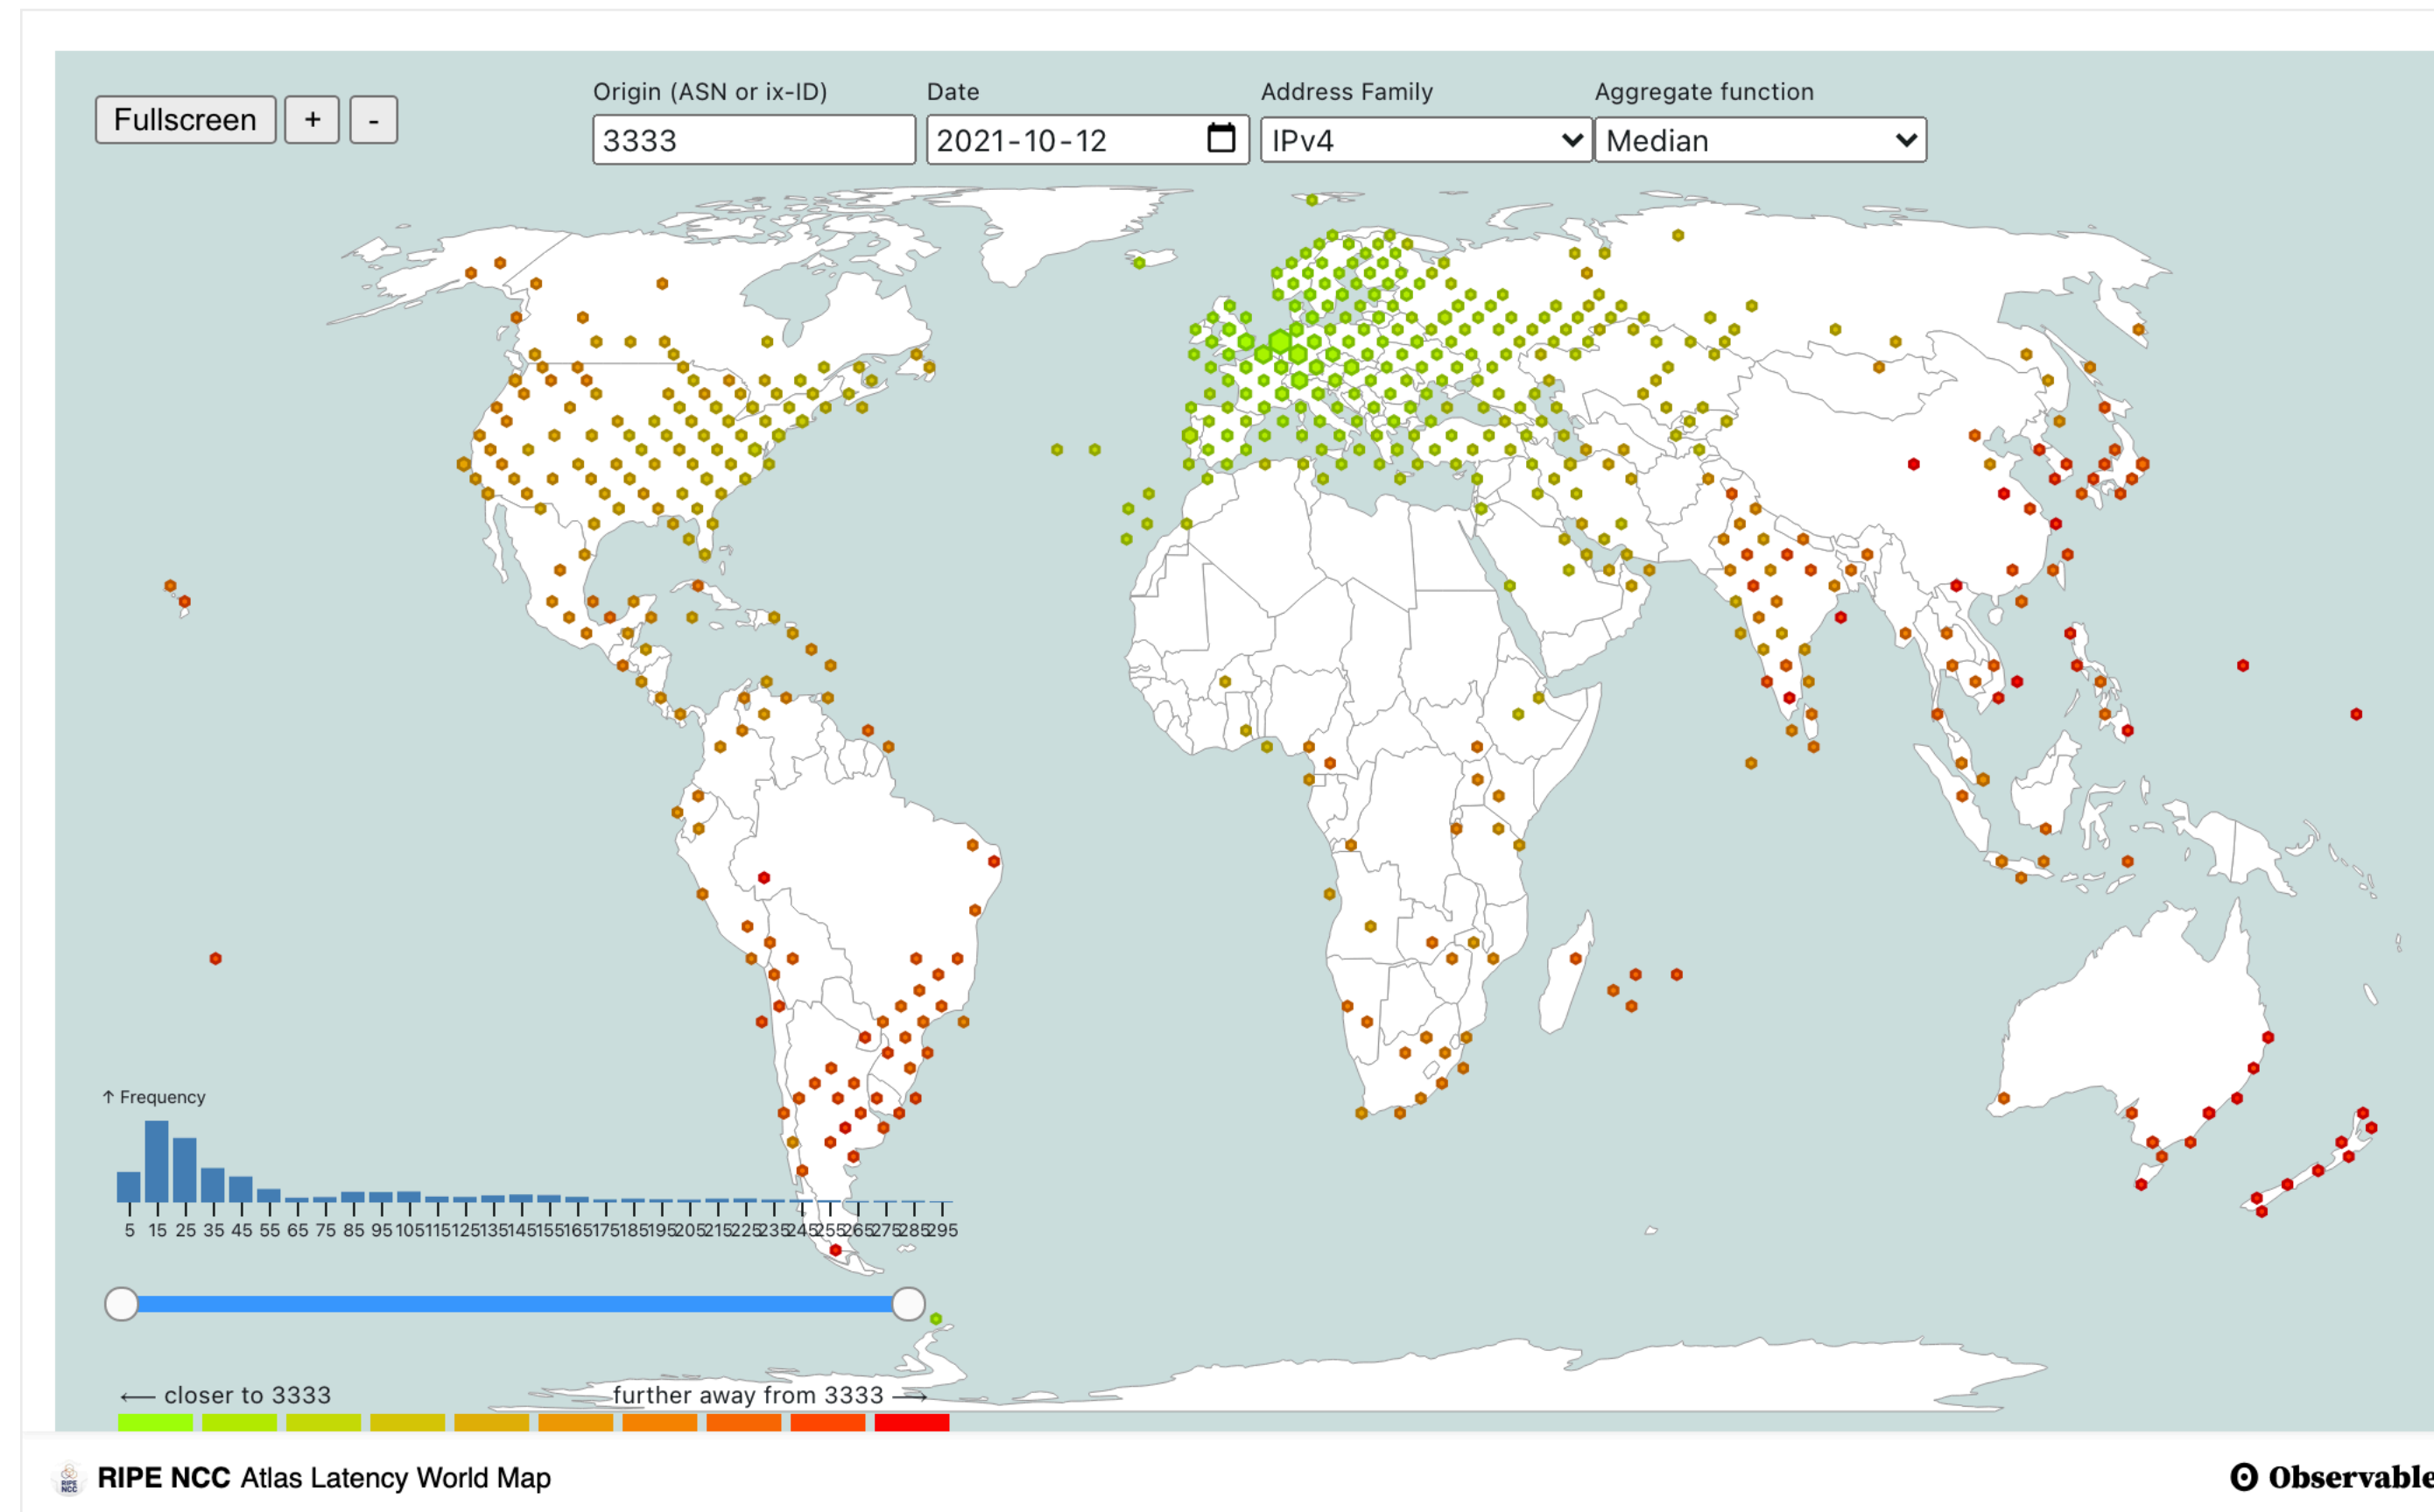 Fullscreen + -
Origin (ASN or ix-ID) Date Address Family Aggregate function
3333 2021-10-12 IPv4 Median
↑ Frequency
5 15 25 35 45 55 65 75 85 95 105 115 125 135 145 155 165 175 185 195 205 215 225 235 245 255 265 275 285 295
← closer to 3333 further away from 3333 →
RIPE NCC Atlas Latency World Map Observable